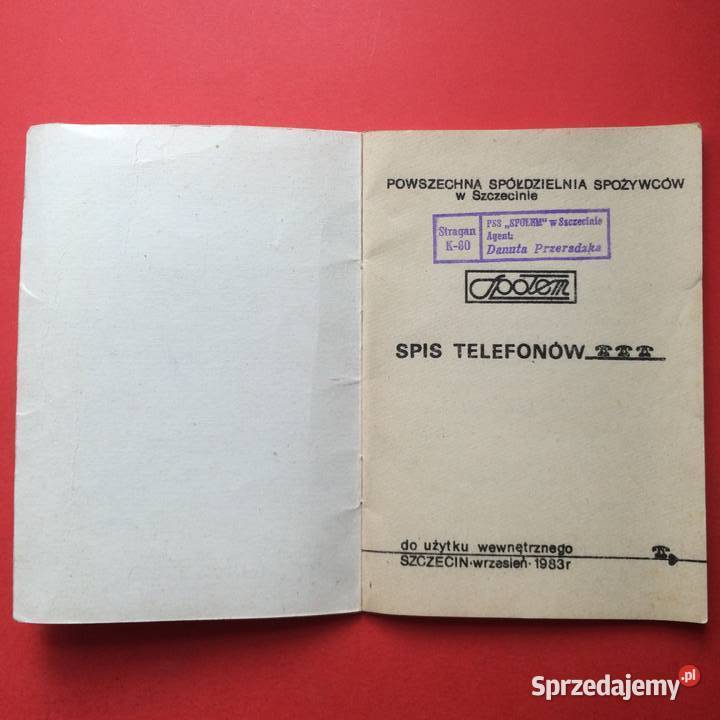 POWSZECHNA SPÓŁDZIELNIA SPOŻYWCÓW
w Szczecinie
Stragan
K-80
PSS „SPOŁEM” w Szczecinie
Agent:
Danuta Przeradzka
Społem
SPIS TELEFONÓW
do użytku wewnętrznego
SZCZECIN·wrzesień·1983r
Sprzedajemy.pl